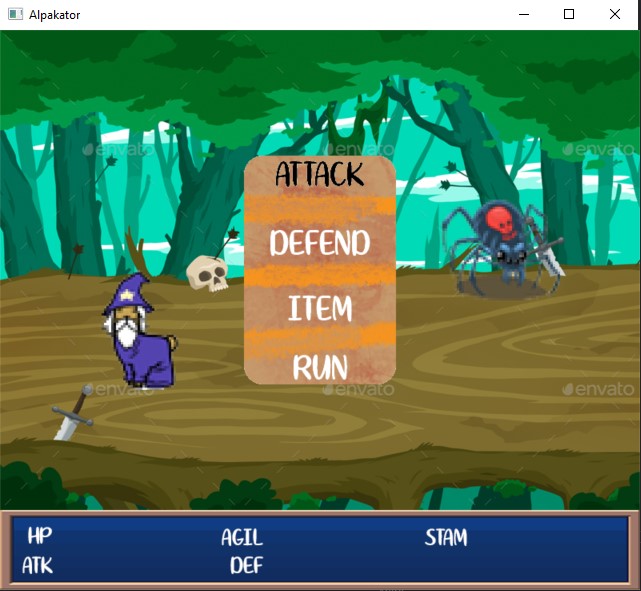 Alpakator
envato envato
ATTACK
envato
DEFEND
ITEM
RUN
envato envato
HP AGIL STAM
ATK DEF